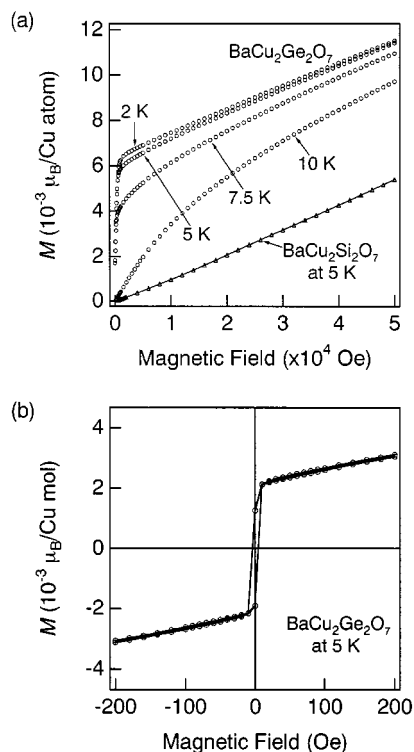 (a)
12
10
8
6
4
2
0
M (10⁻³ μB/Cu atom)
BaCu₂Ge₂O₇
2 K
5 K
7.5 K
10 K
BaCu₂Si₂O₇
at 5 K
0 1 2 3 4 5
Magnetic Field (x10⁴ Oe)
(b)
4
2
0
-2
-4
M (10⁻³ μB/Cu mol)
BaCu₂Ge₂O₇
at 5 K
-200 -100 0 100 200
Magnetic Field (Oe)